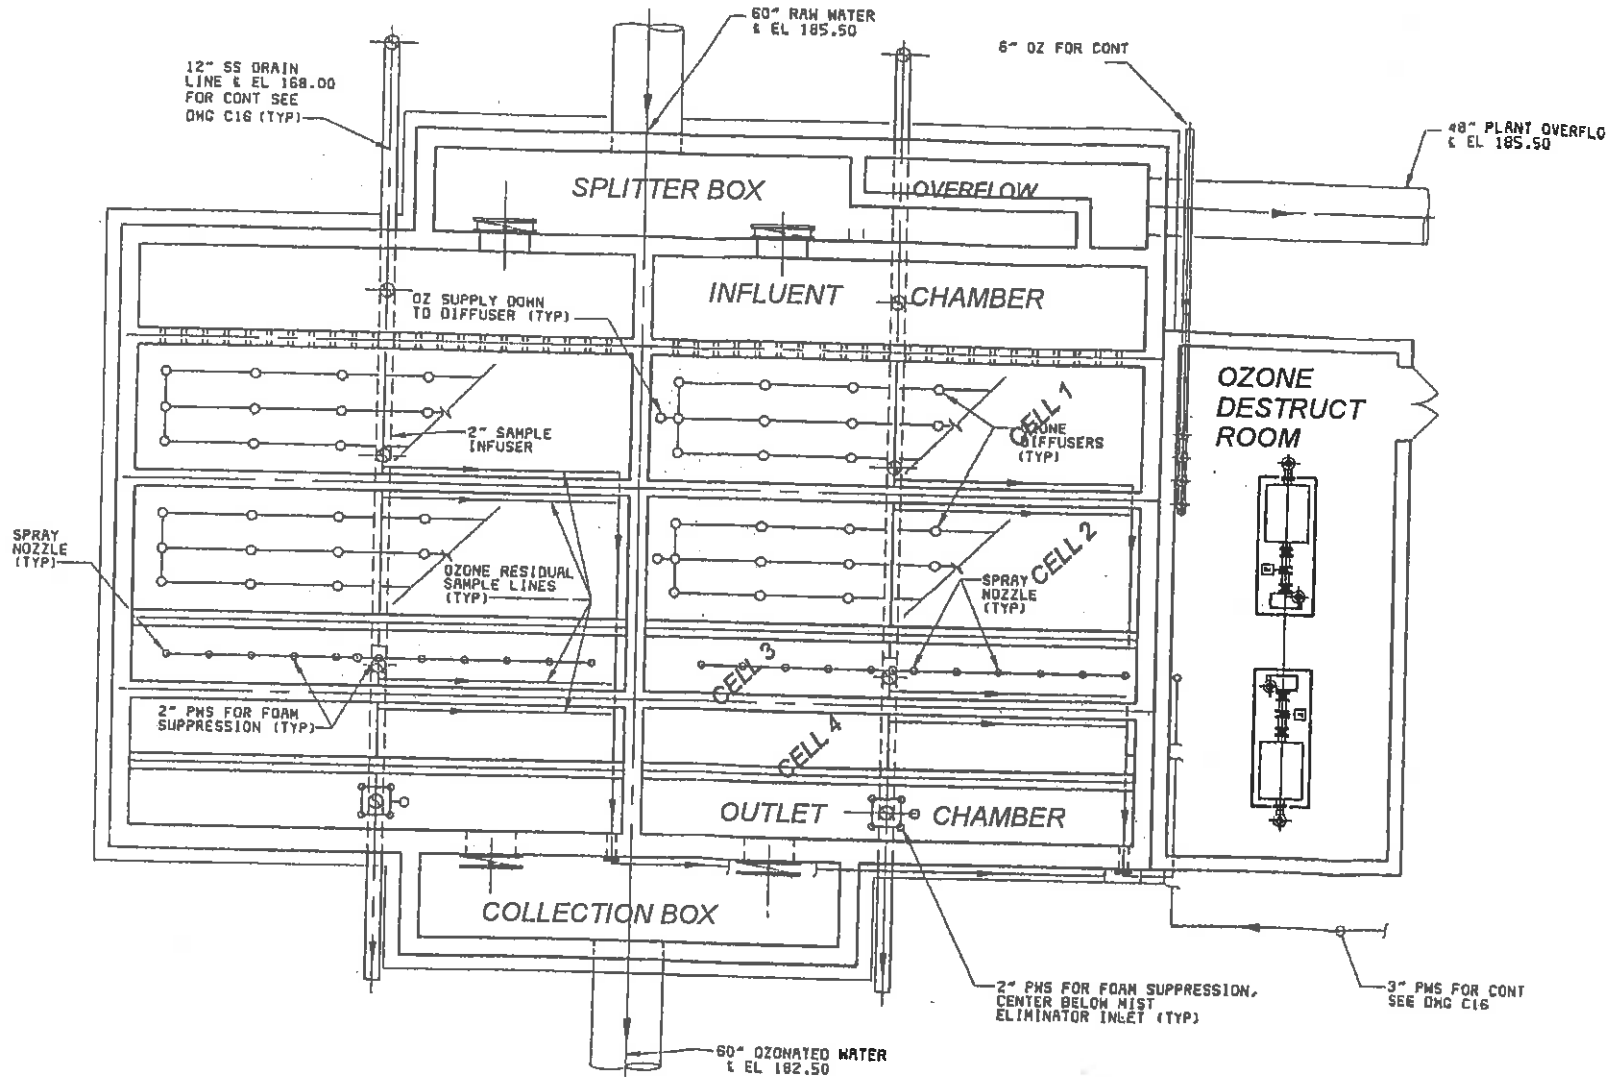 60" RAW WATER
℄ EL 185.50
6" OZ FOR CONT
12" SS DRAIN
LINE ℄ EL 168.00
FOR CONT SEE
DWG C16 (TYP)
48" PLANT OVERFLO
℄ EL 185.50
SPLITTER BOX
OVERFLOW
INFLUENT CHAMBER
OZ SUPPLY DOWN
TO DIFFUSER (TYP)
OZONE
DESTRUCT
ROOM
CELL 1
OZONE
DIFFUSERS
(TYP)
2" SAMPLE
INFUSER
SPRAY
NOZZLE
(TYP)
CELL 2
OZONE RESIDUAL
SAMPLE LINES
(TYP)
SPRAY
NOZZLE
(TYP)
CELL 3
2" PWS FOR FOAM
SUPPRESSION (TYP)
CELL 4
OUTLET CHAMBER
COLLECTION BOX
2" PWS FOR FOAM SUPPRESSION,
CENTER BELOW MIST
ELIMINATOR INLET (TYP)
3" PWS FOR CONT
SEE DWG C16
60" OZONATED WATER
℄ EL 182.50